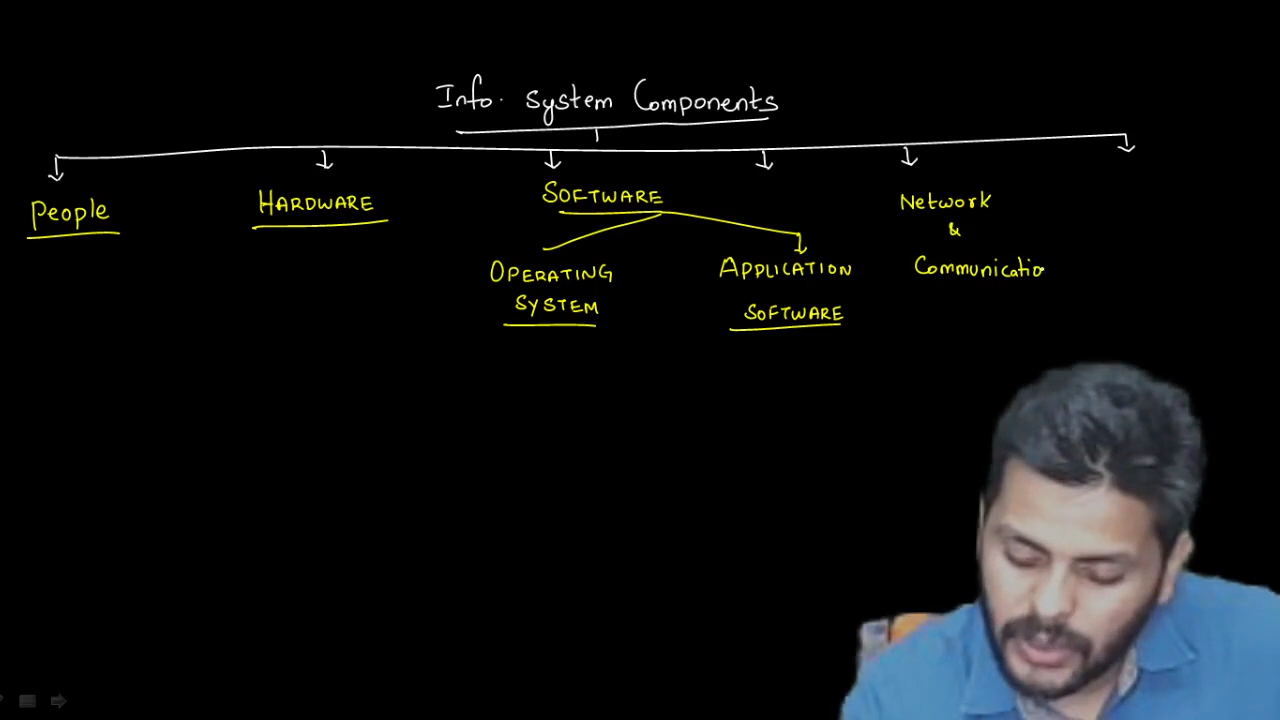 Info. System Components
People
HARDWARE
SOFTWARE
OPERATING
SYSTEM
APPLICATION
SOFTWARE
Network
&
Communicatio